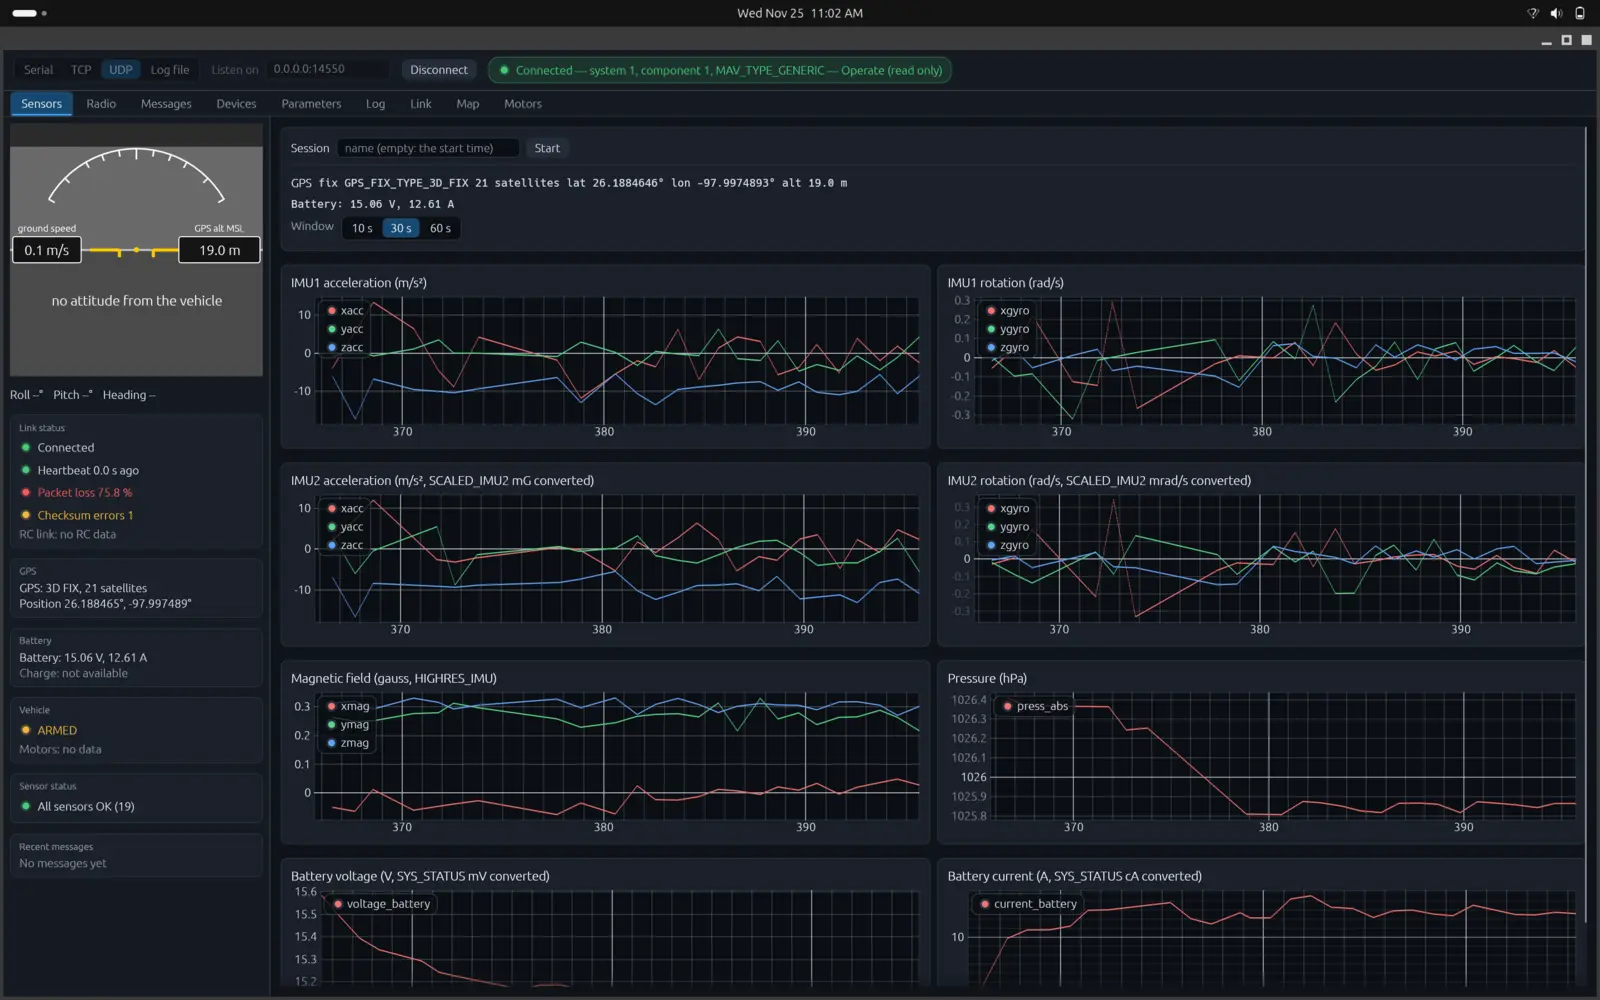 Wed Nov 25 11:02 AM
Serial TCP UDP Log file Listen on 0.0.0.0:14550 Disconnect Connected — system 1, component 1, MAV_TYPE_GENERIC — Operate (read only)
Sensors Radio Messages Devices Parameters Log Link Map Motors
ground speed GPS alt MSL
0.1 m/s 19.0 m
no attitude from the vehicle
Roll --° Pitch --° Heading --
Link status
Connected
Heartbeat 0.0 s ago
Packet loss 75.8 %
Checksum errors 1
RC link: no RC data
GPS
GPS: 3D FIX, 21 satellites
Position 26.188465°, -97.997489°
Battery
Battery: 15.06 V, 12.61 A
Charge: not available
Vehicle
ARMED
Motors: no data
Sensor status
All sensors OK (19)
Recent messages
No messages yet
Session name (empty: the start time) Start
GPS fix GPS_FIX_TYPE_3D_FIX 21 satellites lat 26.1884646° lon -97.9974893° alt 19.0 m
Battery: 15.06 V, 12.61 A
Window 10 s 30 s 60 s
IMU1 acceleration (m/s²)
xacc
yacc
zacc
10
0
-10
370 380 390
IMU1 rotation (rad/s)
xgyro
ygyro
zgyro
0.3
0.2
0.1
0
-0.1
-0.2
-0.3
370 380 390
IMU2 acceleration (m/s², SCALED_IMU2 mG converted)
xacc
yacc
zacc
10
0
-10
370 380 390
IMU2 rotation (rad/s, SCALED_IMU2 mrad/s converted)
xgyro
ygyro
zgyro
0.3
0.2
0.1
0
-0.1
-0.2
-0.3
370 380 390
Magnetic field (gauss, HIGHRES_IMU)
xmag
ymag
zmag
0.3
0.2
0.1
0
370 380 390
Pressure (hPa)
press_abs
1026.4
1026.3
1026.2
1026.1
1026
1025.9
1025.8
370 380 390
Battery voltage (V, SYS_STATUS mV converted)
voltage_battery
15.6
15.5
15.4
15.3
15.2
Battery current (A, SYS_STATUS cA converted)
current_battery
10